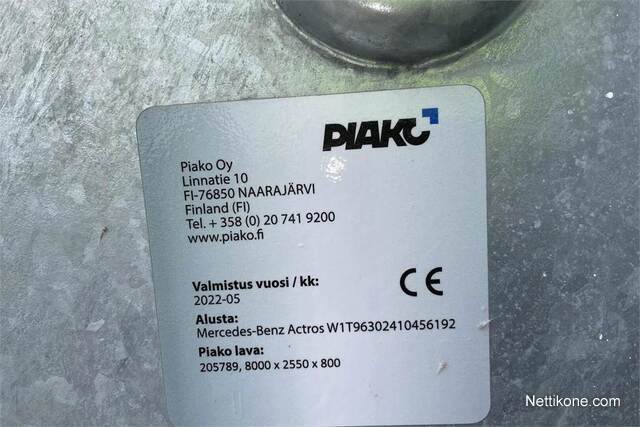 PIAKO
Piako Oy
Linnatie 10
FI-76850 NAARAJÄRVI
Finland (FI)
Tel. + 358 (0) 20 741 9200
www.piako.fi
Valmistus vuosi / kk:
2022-05
CE
Alusta:
Mercedes-Benz Actros W1T96302410456192
Piako lava:
205789, 8000 x 2550 x 800
Nettikone.com